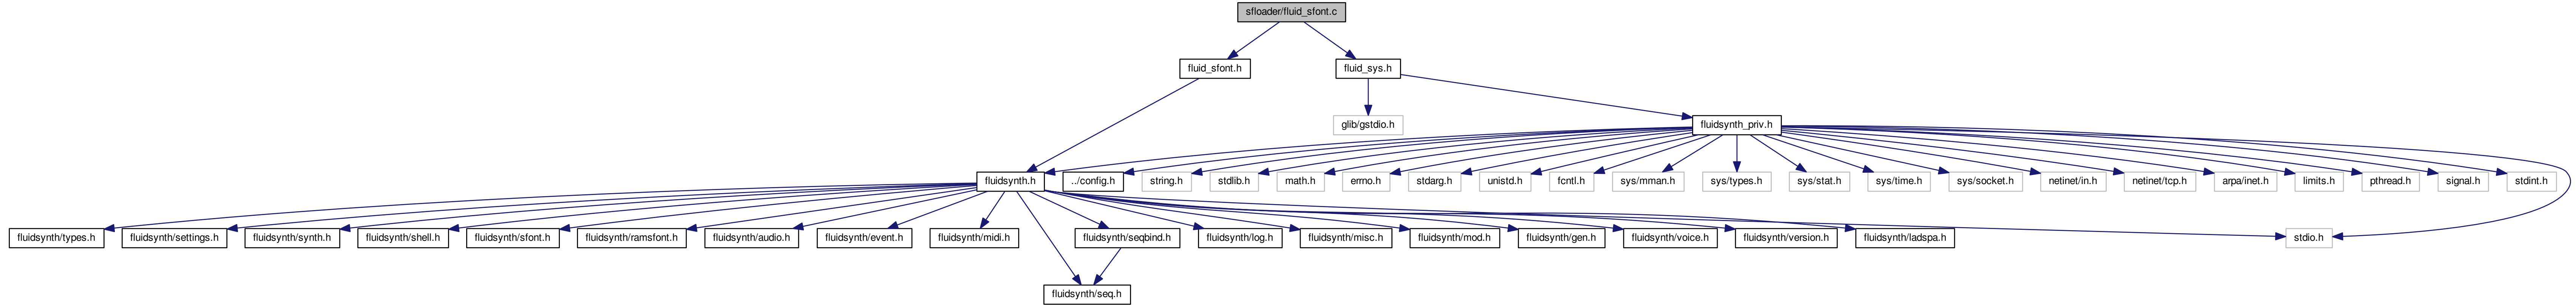 sfloader/fluid_sfont.c
fluid_sfont.h
fluid_sys.h
glib/gstdio.h
fluidsynth_priv.h
fluidsynth.h
../config.h
string.h
stdlib.h
math.h
errno.h
stdarg.h
unistd.h
fcntl.h
sys/mman.h
sys/types.h
sys/stat.h
sys/time.h
sys/socket.h
netinet/in.h
netinet/tcp.h
arpa/inet.h
limits.h
pthread.h
signal.h
stdint.h
fluidsynth/types.h
fluidsynth/settings.h
fluidsynth/synth.h
fluidsynth/shell.h
fluidsynth/sfont.h
fluidsynth/ramsfont.h
fluidsynth/audio.h
fluidsynth/event.h
fluidsynth/midi.h
fluidsynth/seqbind.h
fluidsynth/log.h
fluidsynth/misc.h
fluidsynth/mod.h
fluidsynth/gen.h
fluidsynth/voice.h
fluidsynth/version.h
fluidsynth/ladspa.h
stdio.h
fluidsynth/seq.h